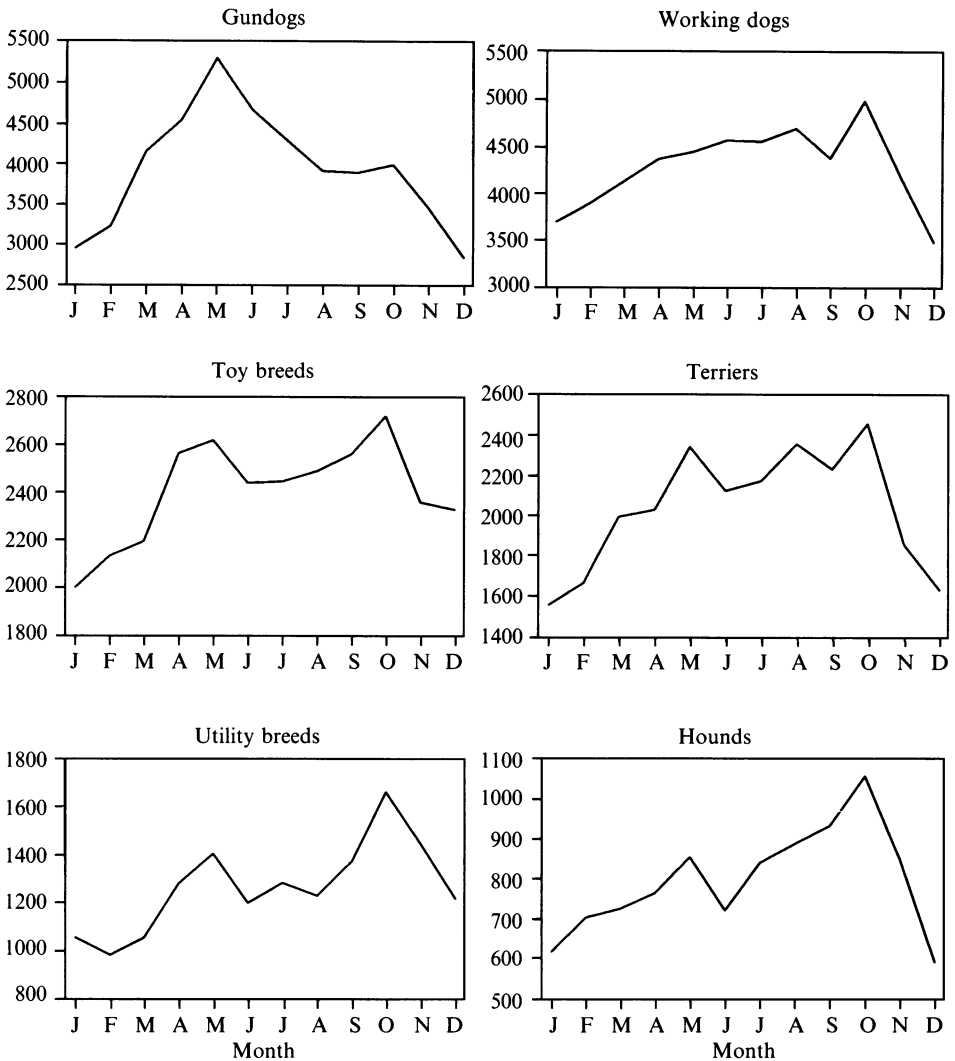 Gundogs
5500
5000
4500
4000
3500
3000
2500
J F M A M J J A S O N D
Working dogs
5500
5000
4500
4000
3500
3000
J F M A M J J A S O N D
Toy breeds
2800
2600
2400
2200
2000
1800
J F M A M J J A S O N D
Terriers
2600
2400
2200
2000
1800
1600
1400
J F M A M J J A S O N D
Utility breeds
1800
1600
1400
1200
1000
800
J F M A M J J A S O N D
Month
Hounds
1100
1000
900
800
700
600
500
J F M A M J J A S O N D
Month